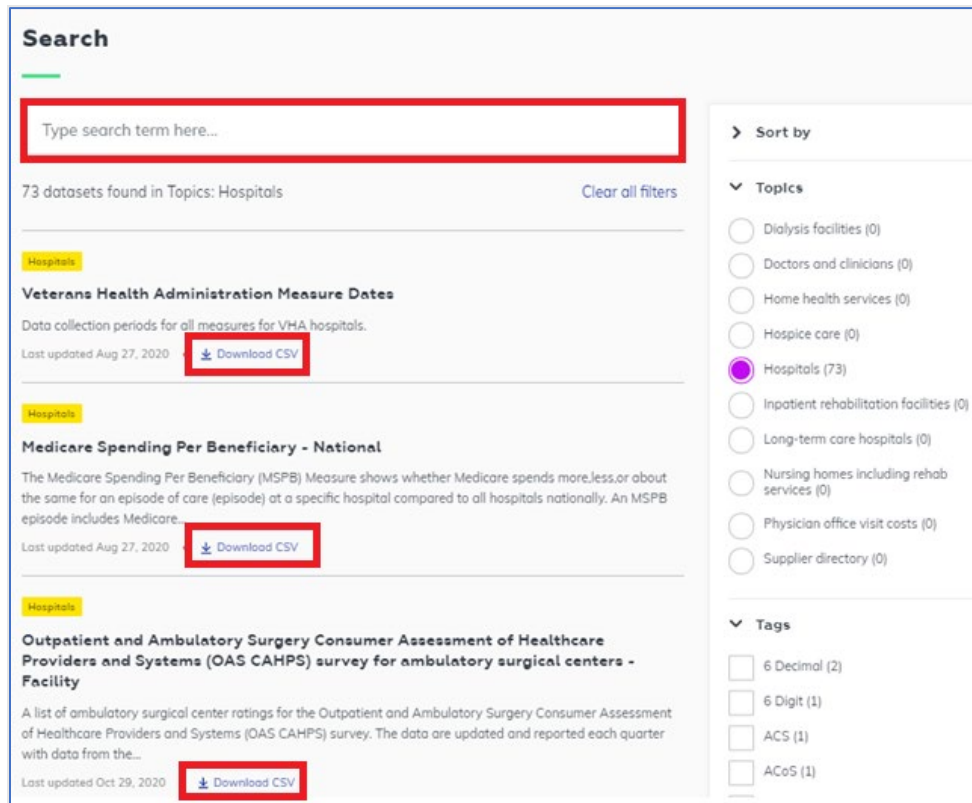 Search
Type search term here...
73 datasets found in Topics: Hospitals
Clear all filters
Hospitals
Veterans Health Administration Measure Dates
Data collection periods for all measures for VHA hospitals.
Last updated Aug 27, 2020
Download CSV
Hospitals
Medicare Spending Per Beneficiary - National
The Medicare Spending Per Beneficiary (MSPB) Measure shows whether Medicare spends more,less,or about
the same for an episode of care (episode) at a specific hospital compared to all hospitals nationally. An MSPB
episode includes Medicare...
Last updated Aug 27, 2020
Download CSV
Hospitals
Outpatient and Ambulatory Surgery Consumer Assessment of Healthcare
Providers and Systems (OAS CAHPS) survey for ambulatory surgical centers -
Facility
A list of ambulatory surgical center ratings for the Outpatient and Ambulatory Surgery Consumer Assessment
of Healthcare Providers and Systems (OAS CAHPS) survey. The data are updated and reported each quarter
with data from the...
Last updated Oct 29, 2020
Download CSV
Sort by
Topics
Dialysis facilities (0)
Doctors and clinicians (0)
Home health services (0)
Hospice care (0)
Hospitals (73)
Inpatient rehabilitation facilities (0)
Long-term care hospitals (0)
Nursing homes including rehab
services (0)
Physician office visit costs (0)
Supplier directory (0)
Tags
6 Decimal (2)
6 Digit (1)
ACS (1)
ACoS (1)